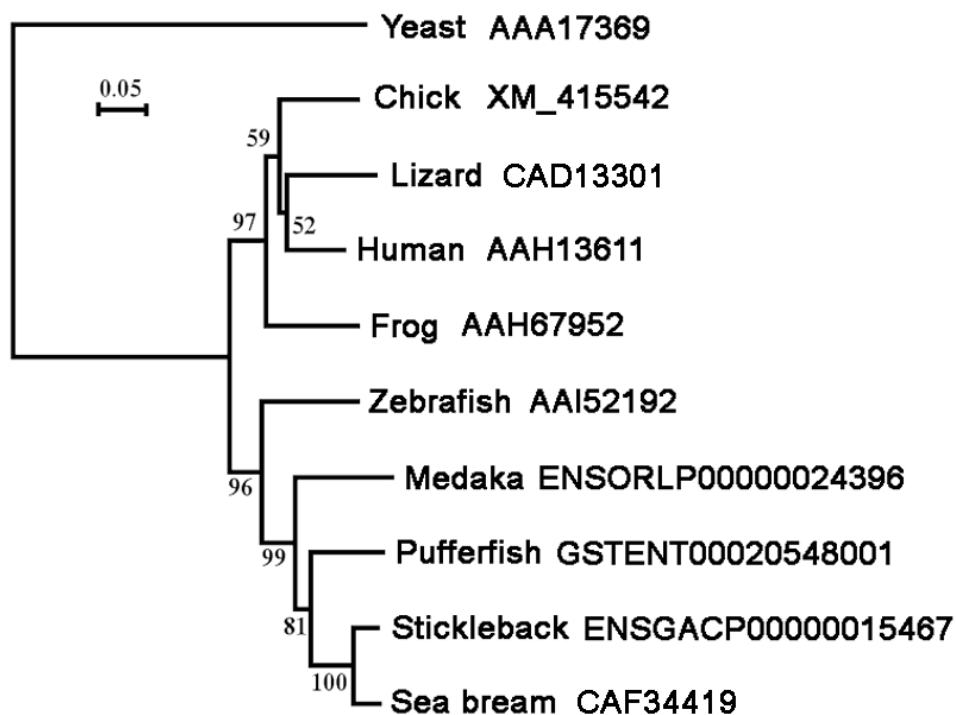 Yeast AAA17369
0.05
Chick XM_415542
59
Lizard CAD13301
97
52
Human AAH13611
Frog AAH67952
Zebrafish AAI52192
Medaka ENSORLP00000024396
96
99
Pufferfish GSTENT00020548001
81
Stickleback ENSGACP00000015467
100
Sea bream CAF34419